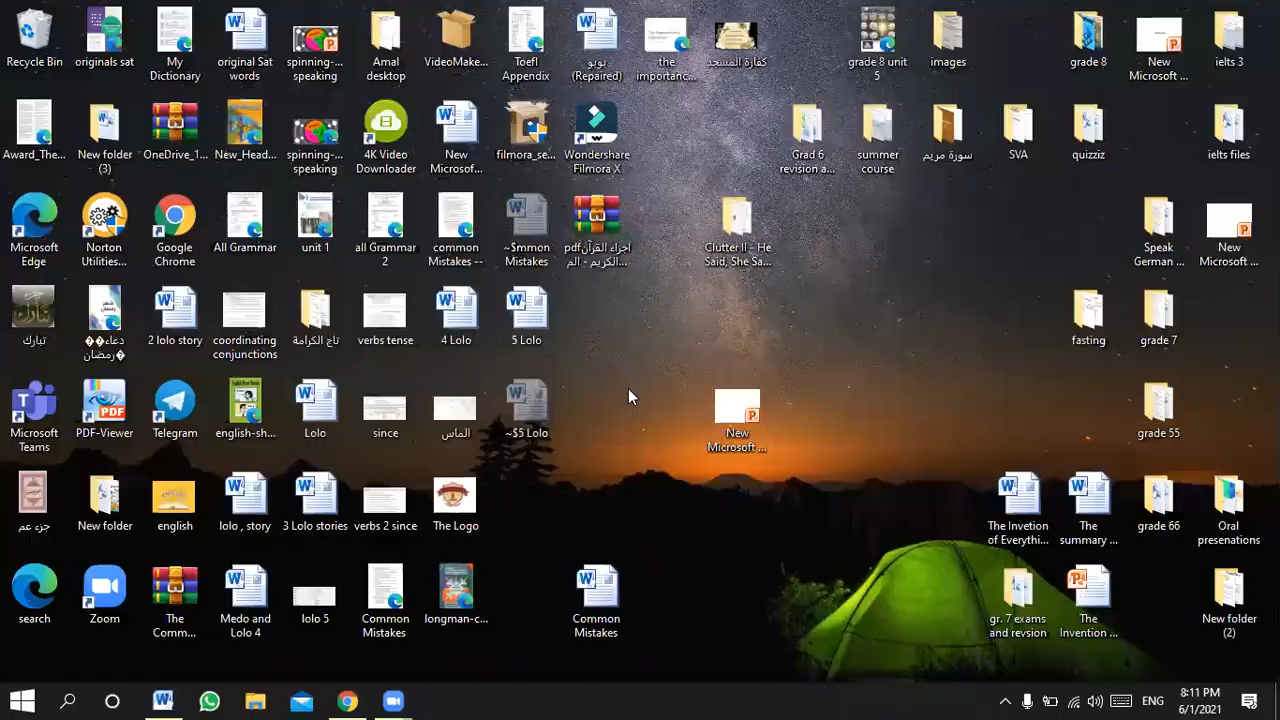 Recycle Bin
originals sat
My
Dictionary
original Sat
words
spinning-...
speaking
Amal
desktop
VideoMake...
Toefl
Appendix
بوبو
(Repaired)
the
importanc...
كفارة المسجد
grade 8 unit
5
images
grade 8
New
Microsoft ...
ielts 3
Award_The...
New folder
(3)
OneDrive_1...
New_Head...
spinning-...
speaking
4K Video
Downloader
New
Microsof...
filmora_se...
Wondershare
Filmora X
Grad 6
revision a...
summer
course
سورة مريم
SVA
quizziz
ielts files
Microsoft
Edge
Norton
Utilities...
Google
Chrome
All Grammar
unit 1
all Grammar
2
common
Mistakes --
~$mmon
Mistakes
pdfاجزاء القرآن
الكريم - الم...
Clutter II - He
Said, She Sa...
Speak
German ...
New
Microsoft ...
تبارك
2 lolo story
coordinating
conjunctions
تاج الكرامة
verbs tense
4 Lolo
5 Lolo
fasting
grade 7
Microsoft
Teams
PDF-Viewer
Telegram
english-sh...
Lolo
since
الماس
~$5 Lolo
New
Microsoft ...
grade 55
جزء عم
New folder
english
lolo , story
3 Lolo stories
verbs 2 since
The Logo
The Invetion
of Everythi...
The
summary ...
grade 66
Oral
presenations
search
Zoom
The
Comm...
Medo and
Lolo 4
lolo 5
Common
Mistakes
longman-c...
Common
Mistakes
gr. 7 exams
and revsion
The
Invention ...
New folder
(2)
ENG
8:11 PM
6/1/2021